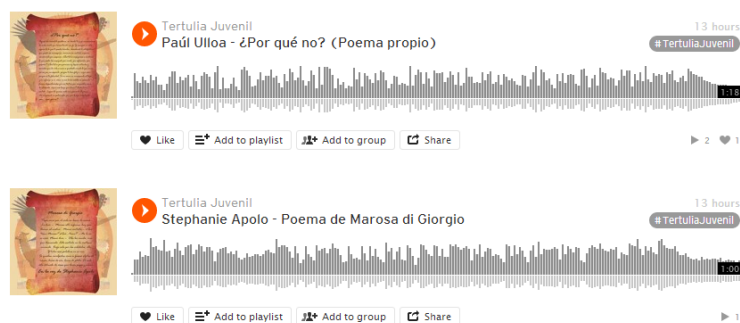 Tertulia Juvenil
13 hours
Paúl Ulloa - ¿Por qué no? (Poema propio)
#TertuliaJuvenil
1:18
Like Add to playlist Add to group Share
2 1
Tertulia Juvenil
13 hours
Stephanie Apolo - Poema de Marosa di Giorgio
#TertuliaJuvenil
1:00
Like Add to playlist Add to group Share
1